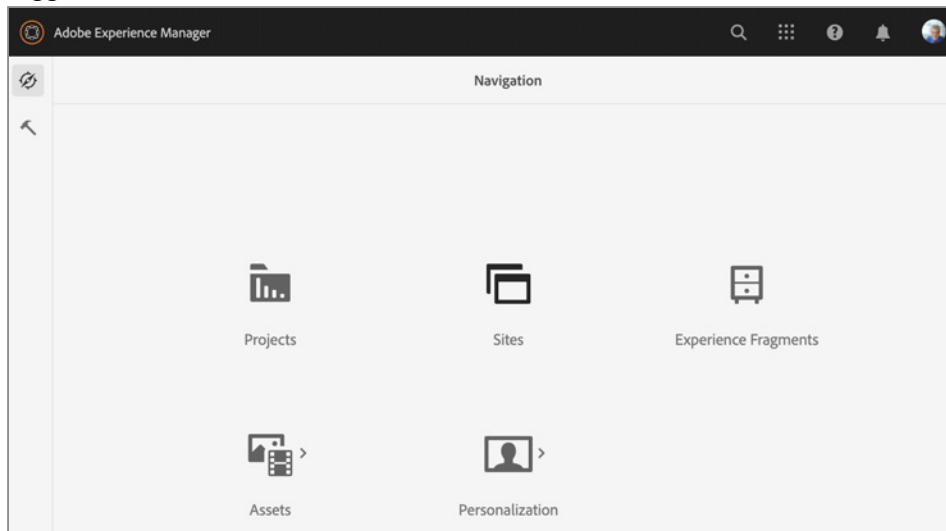 Adobe Experience Manager
Navigation
Projects
Sites
Experience Fragments
Assets
Personalization